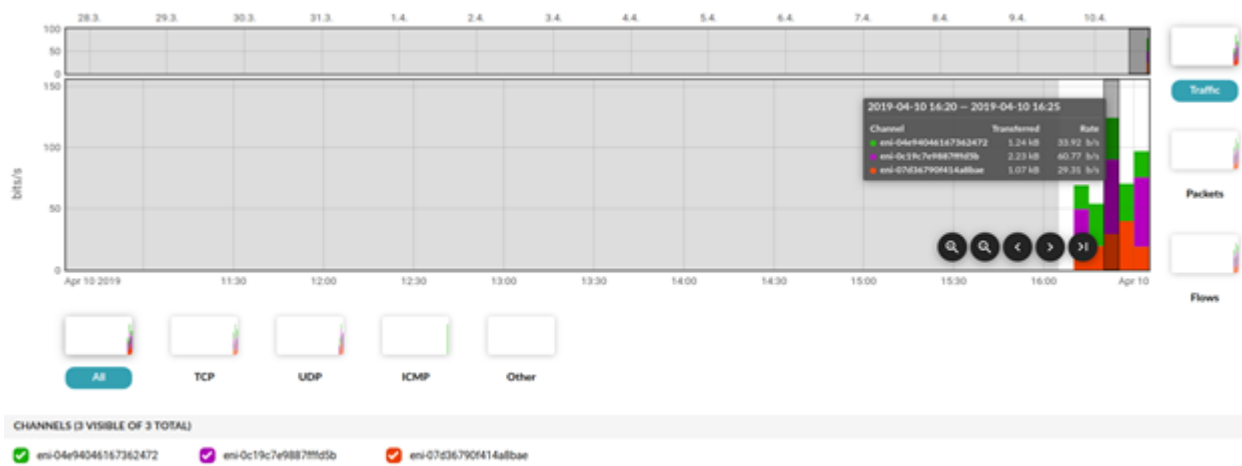 28.3. 29.3. 30.3. 31.3. 1.4. 2.4. 3.4. 4.4. 5.4. 6.4. 7.4. 8.4. 9.4. 10.4.
100
50
0
150
100
50
0
bits/s
2019-04-10 16:20 — 2019-04-10 16:25
Channel Transferred Rate
eni-04e94046167362472 1.24 kB 33.92 b/s
eni-0c19c7e9887fffd5b 2.23 kB 60.77 b/s
eni-07d36790f414a8bae 1.07 kB 29.31 b/s
Apr 10 2019 11:30 12:00 12:30 13:00 13:30 14:00 14:30 15:00 15:30 16:00 Apr 10
Traffic
Packets
Flows
All TCP UDP ICMP Other
CHANNELS (3 VISIBLE OF 3 TOTAL)
eni-04e94046167362472 eni-0c19c7e9887fffd5b eni-07d36790f414a8bae